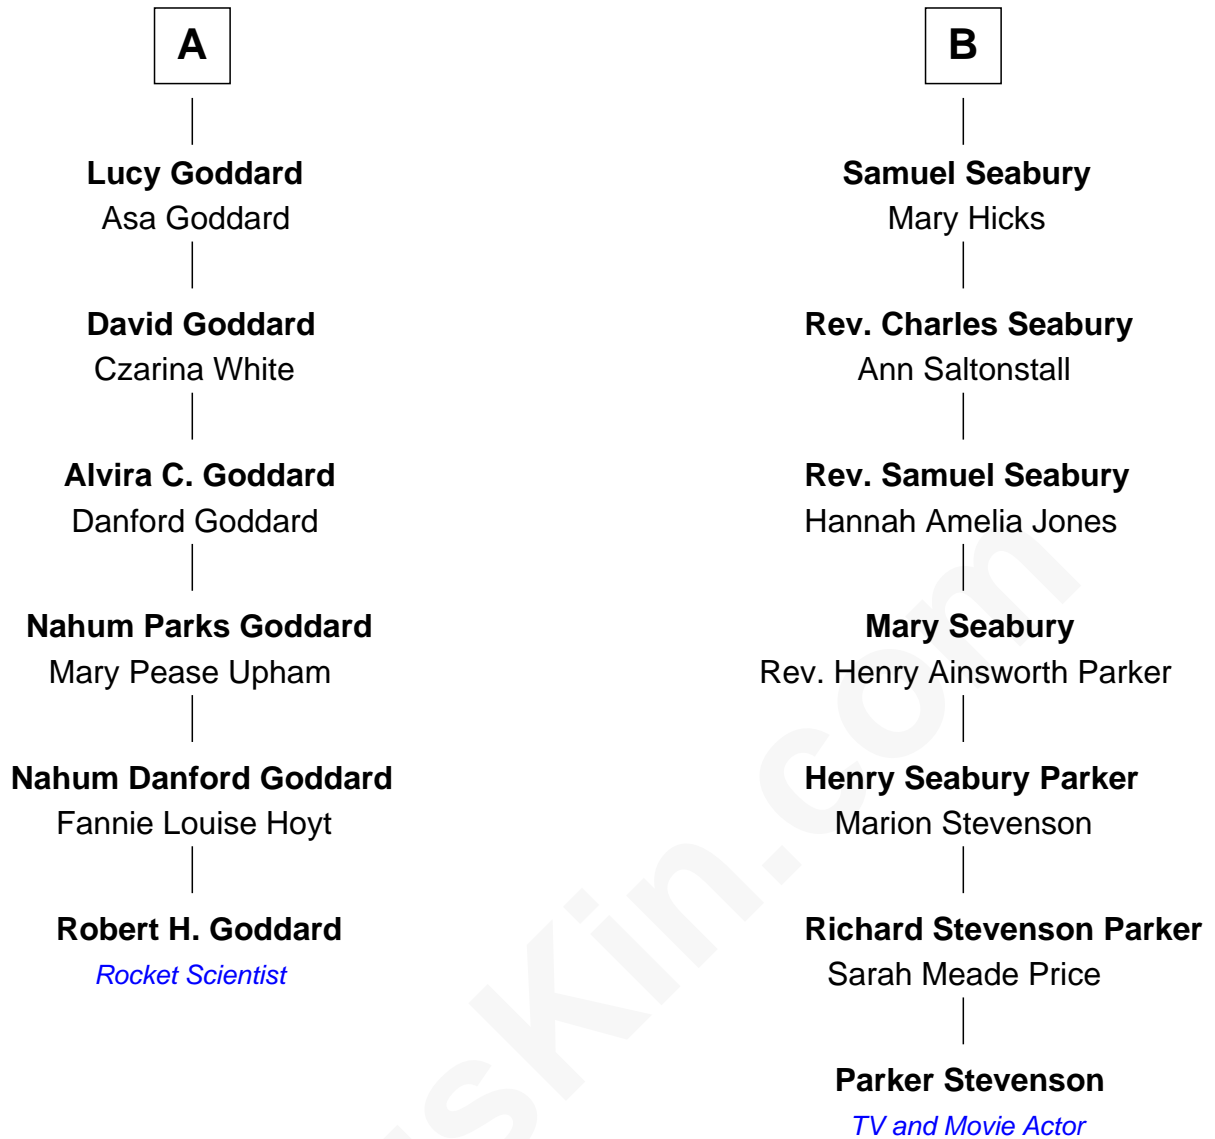 A
Lucy Goddard
Asa Goddard
David Goddard
Czarina White
Alvira C. Goddard
Danford Goddard
Nahum Parks Goddard
Mary Pease Upham
Nahum Danford Goddard
Fannie Louise Hoyt
Robert H. Goddard
Rocket Scientist
B
Samuel Seabury
Mary Hicks
Rev. Charles Seabury
Ann Saltonstall
Rev. Samuel Seabury
Hannah Amelia Jones
Mary Seabury
Rev. Henry Ainsworth Parker
Henry Seabury Parker
Marion Stevenson
Richard Stevenson Parker
Sarah Meade Price
Parker Stevenson
TV and Movie Actor
sKin.com